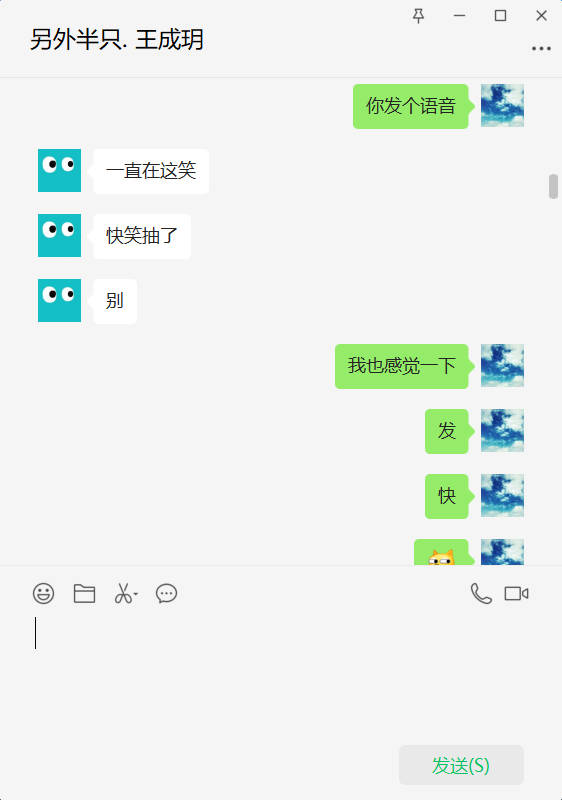 另外半只. 王成玥
你发个语音
一直在这笑
快笑抽了
别
我也感觉一下
发
快
发送(S)